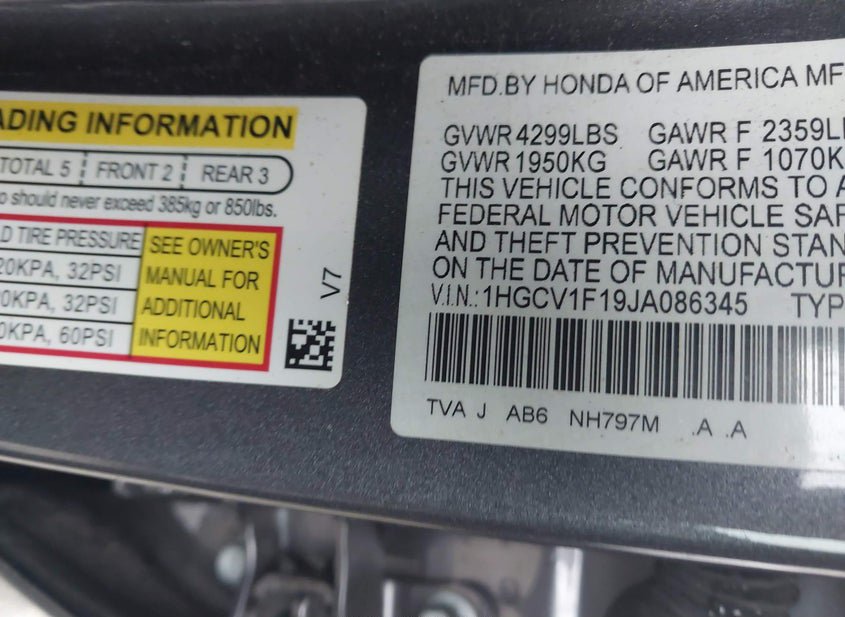 ADING INFORMATION
TOTAL 5 FRONT 2 REAR 3
o should never exceed 385kg or 850lbs.
D TIRE PRESSURE
20KPA, 32PSI
20KPA, 32PSI
0KPA, 60PSI
SEE OWNER'S
MANUAL FOR
ADDITIONAL
INFORMATION
V7
MFD.BY HONDA OF AMERICA MF
GVWR 4299LBS GAWR F 2359L
GVWR 1950KG GAWR F 1070K
THIS VEHICLE CONFORMS TO A
FEDERAL MOTOR VEHICLE SAF
AND THEFT PREVENTION STAN
ON THE DATE OF MANUFACTU
V.I.N.:1HGCV1F19JA086345 TYP
TVA J AB6 NH797M .A .A